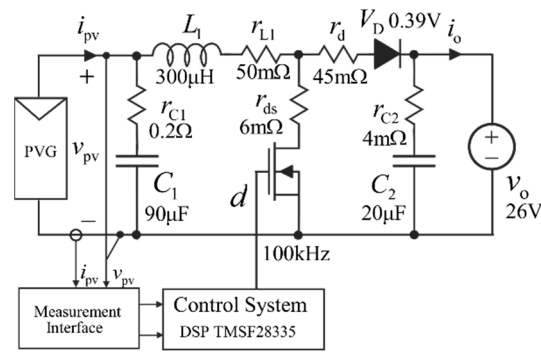 i_pv L_1 r_L1 r_d V_D 0.39V i_o
+ 300µH 50mΩ 45mΩ
PVG v_pv r_C1 0.2Ω r_ds 6mΩ r_C2 4mΩ + −
C_1 90µF d C_2 20µF v_o 26V
− 100kHz
i_pv v_pv
Measurement
Interface
Control System
DSP TMSF28335